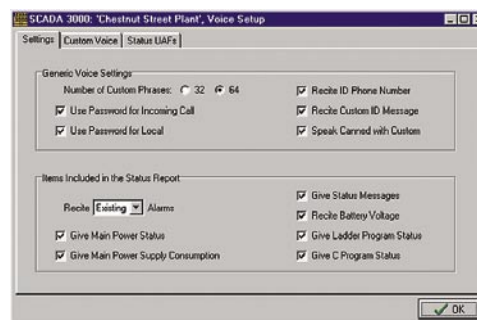 SCADA 3000: 'Chestnut Street Plant', Voice Setup
Settings Custom Voice Status UAFs
Generic Voice Settings
Number of Custom Phrases: 32 64
Use Password for Incoming Call
Use Password for Local
Recite ID Phone Number
Recite Custom ID Message
Speak Canned with Custom
Items Included in the Status Report
Recite Existing Alarms
Give Main Power Status
Give Main Power Supply Consumption
Give Status Messages
Recite Battery Voltage
Give Ladder Program Status
Give C Program Status
OK